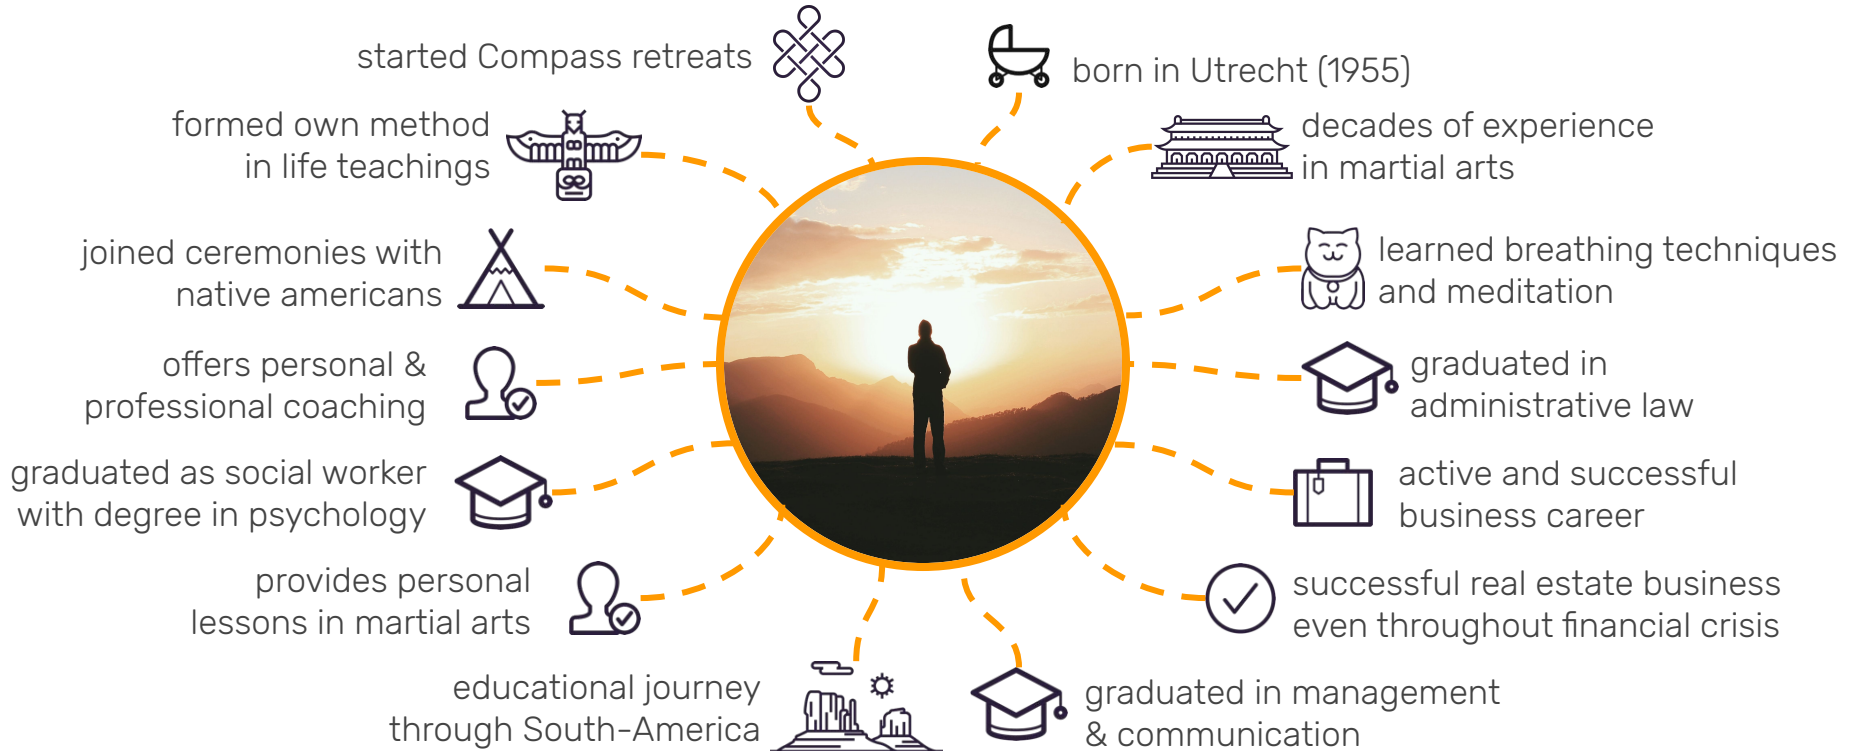 started Compass retreats
born in Utrecht (1955)
formed own method
in life teachings
decades of experience
in martial arts
joined ceremonies with
native americans
learned breathing techniques
and meditation
offers personal &
professional coaching
graduated in
administrative law
graduated as social worker
with degree in psychology
active and successful
business career
provides personal
lessons in martial arts
successful real estate business
even throughout financial crisis
educational journey
through South-America
graduated in management
& communication